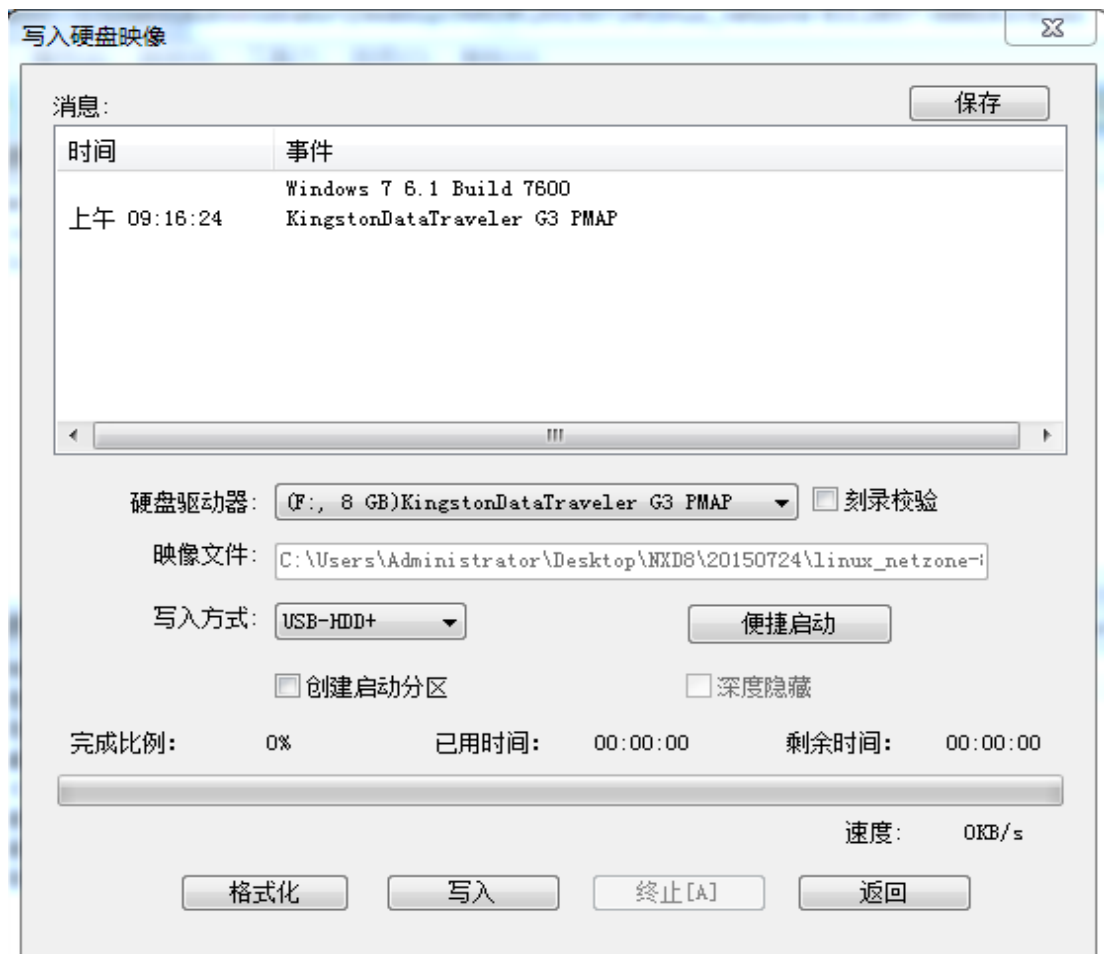 写入硬盘映像
消息:
保存
时间 事件
Windows 7 6.1 Build 7600
上午 09:16:24 KingstonDataTraveler G3 PMAP
硬盘驱动器: (F:, 8 GB)KingstonDataTraveler G3 PMAP 刻录校验
映像文件: C:\Users\Administrator\Desktop\NXD8\20150724\linux_netzone-
写入方式: USB-HDD+ 便捷启动
创建启动分区 深度隐藏
完成比例: 0% 已用时间: 00:00:00 剩余时间: 00:00:00
速度: 0KB/s
格式化 写入 终止[A] 返回